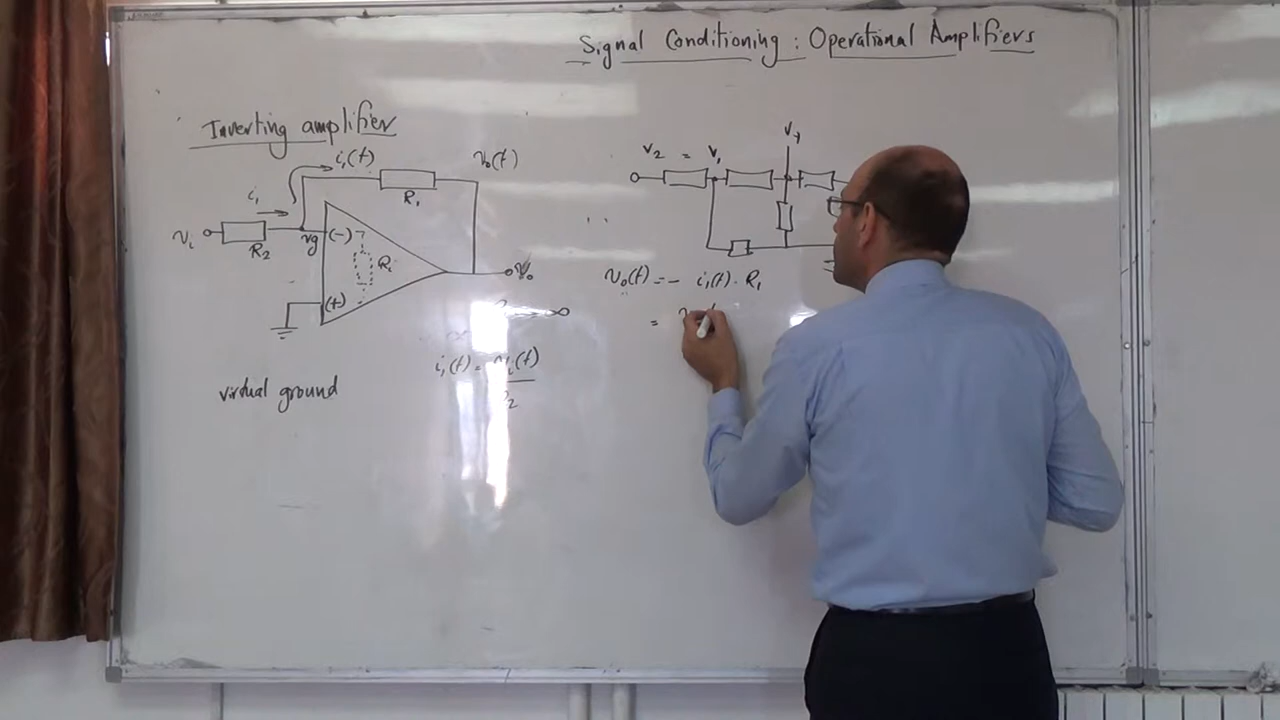 Signal Conditioning : Operational Amplifiers
Inverting amplifier
i₁(t)
v₀(t)
R₁
i₁
vᵢ
R₂
vg
(-)
Rᵢ
(+)
V₀
i₁(t) = vᵢ(t)
virtual ground
V₂ = V₁
v₀(t) = - i₁(t) · R₁
=